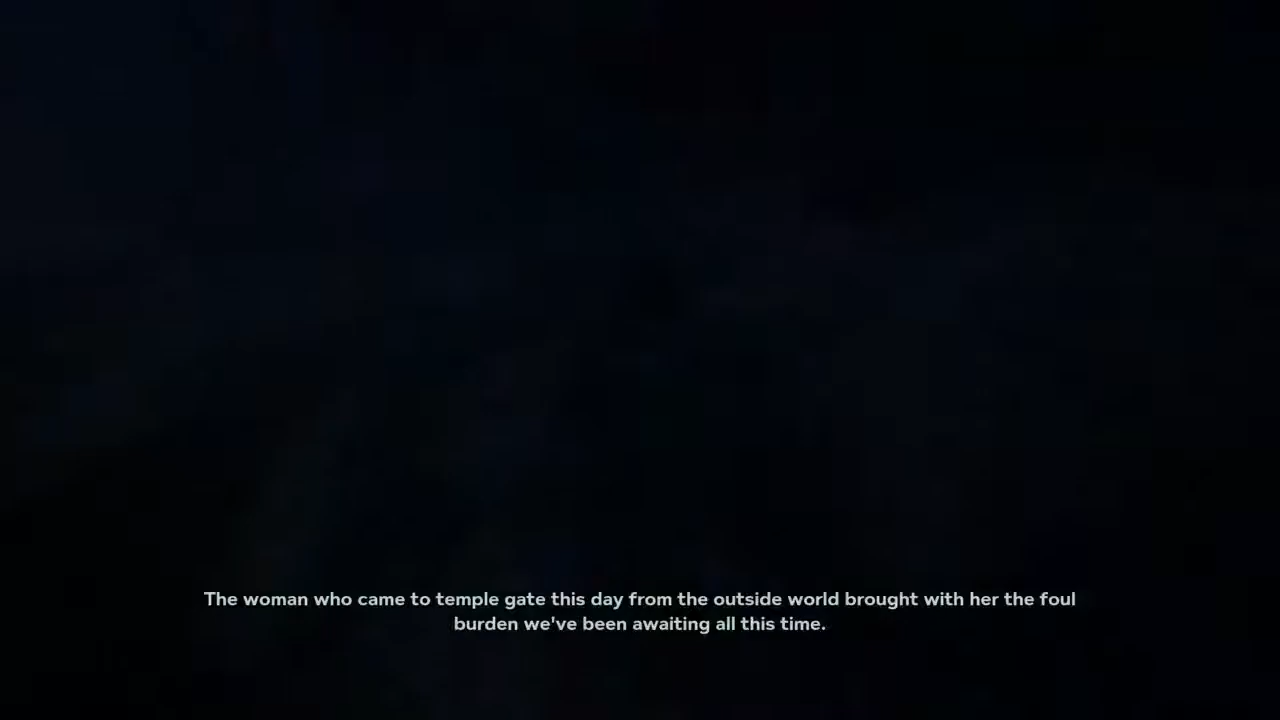 The woman who came to temple gate this day from the outside world brought with her the foul
burden we've been awaiting all this time.